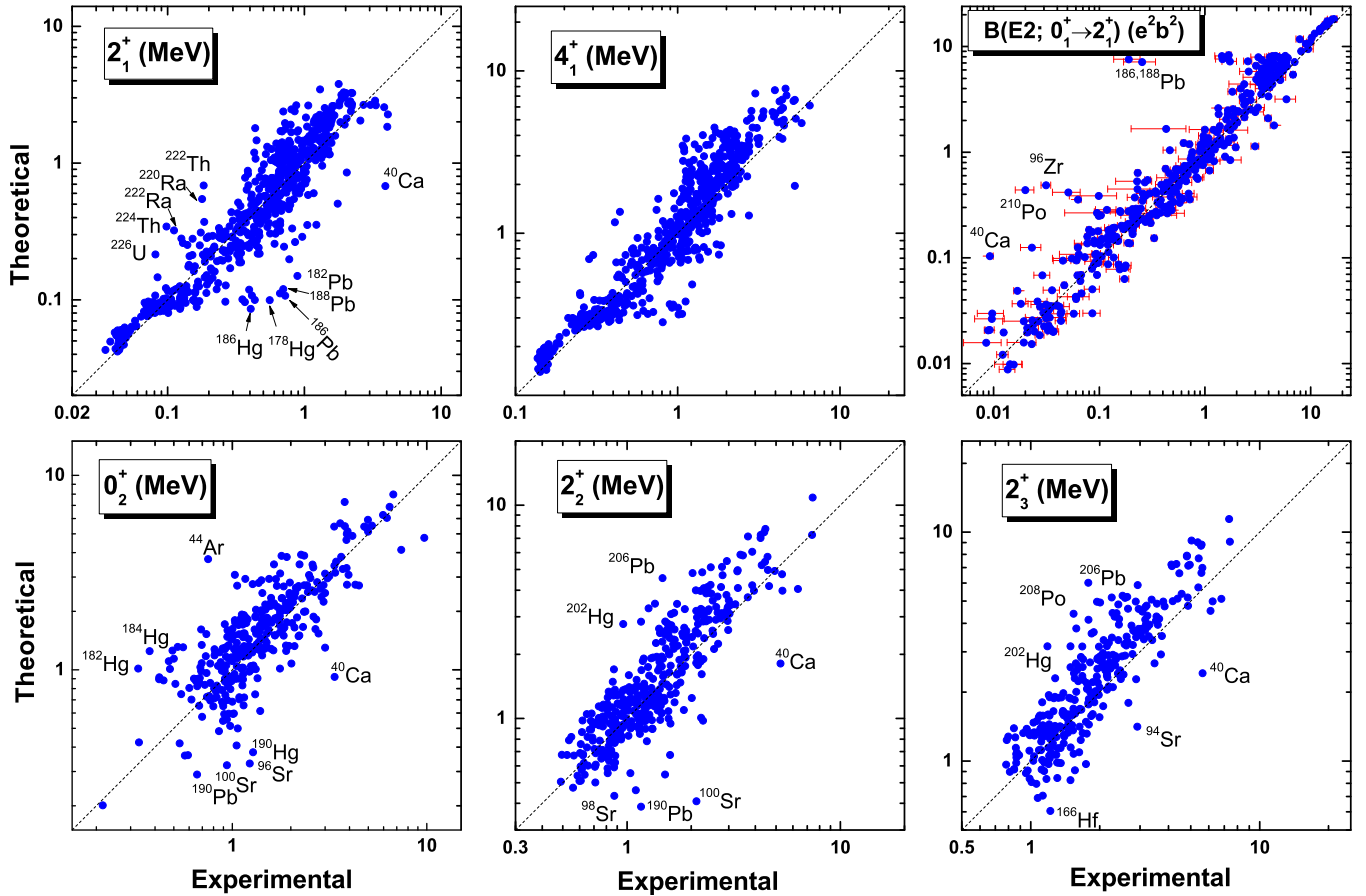 2₁⁺ (MeV)
4₁⁺ (MeV)
B(E2; 0₁⁺→2₁⁺) (e²b²)
Theoretical
10
1
0.1
²²²Th
²²⁰Ra
²²²Ra
²²⁴Th
²²⁶U
⁴⁰Ca
¹⁸²Pb
¹⁸⁸Pb
¹⁸⁶Pb
¹⁸⁶Hg
¹⁷⁸Hg
0.02 0.1 1 10
10
1
0.1 1 10
10
1
0.1
0.01
¹⁸⁶,¹⁸⁸Pb
⁹⁶Zr
²¹⁰Po
⁴⁰Ca
0.01 0.1 1 10
0₂⁺ (MeV)
2₂⁺ (MeV)
2₃⁺ (MeV)
Theoretical
10
1
⁴⁴Ar
¹⁸⁴Hg
¹⁸²Hg
⁴⁰Ca
¹⁹⁰Hg
⁹⁶Sr
¹⁰⁰Sr
¹⁹⁰Pb
1 10
Experimental
10
1
²⁰⁶Pb
²⁰²Hg
⁴⁰Ca
¹⁰⁰Sr
¹⁹⁰Pb
⁹⁸Sr
0.3 1 10
Experimental
10
1
²⁰⁶Pb
²⁰⁸Po
²⁰²Hg
⁴⁰Ca
⁹⁴Sr
¹⁶⁶Hf
0.5 1 10
Experimental